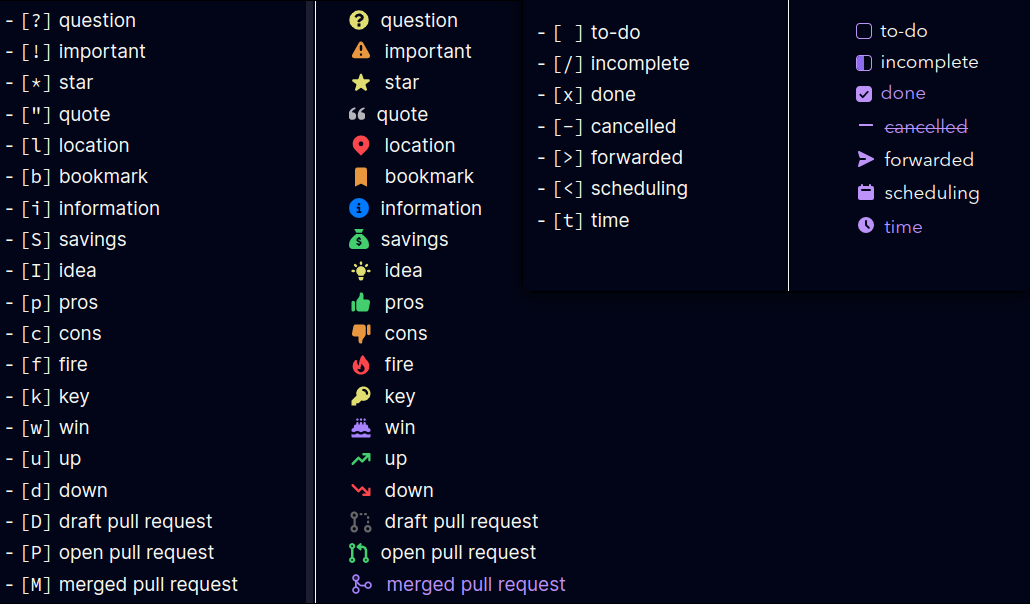 - [?] question
- [!] important
- [*] star
- ["] quote
- [l] location
- [b] bookmark
- [i] information
- [S] savings
- [I] idea
- [p] pros
- [c] cons
- [f] fire
- [k] key
- [w] win
- [u] up
- [d] down
- [D] draft pull request
- [P] open pull request
- [M] merged pull request
question
important
star
quote
location
bookmark
information
savings
idea
pros
cons
fire
key
win
up
down
draft pull request
open pull request
merged pull request
- [ ] to-do
- [/] incomplete
- [x] done
- [-] cancelled
- [>] forwarded
- [<] scheduling
- [t] time
to-do
incomplete
done
cancelled
forwarded
scheduling
time